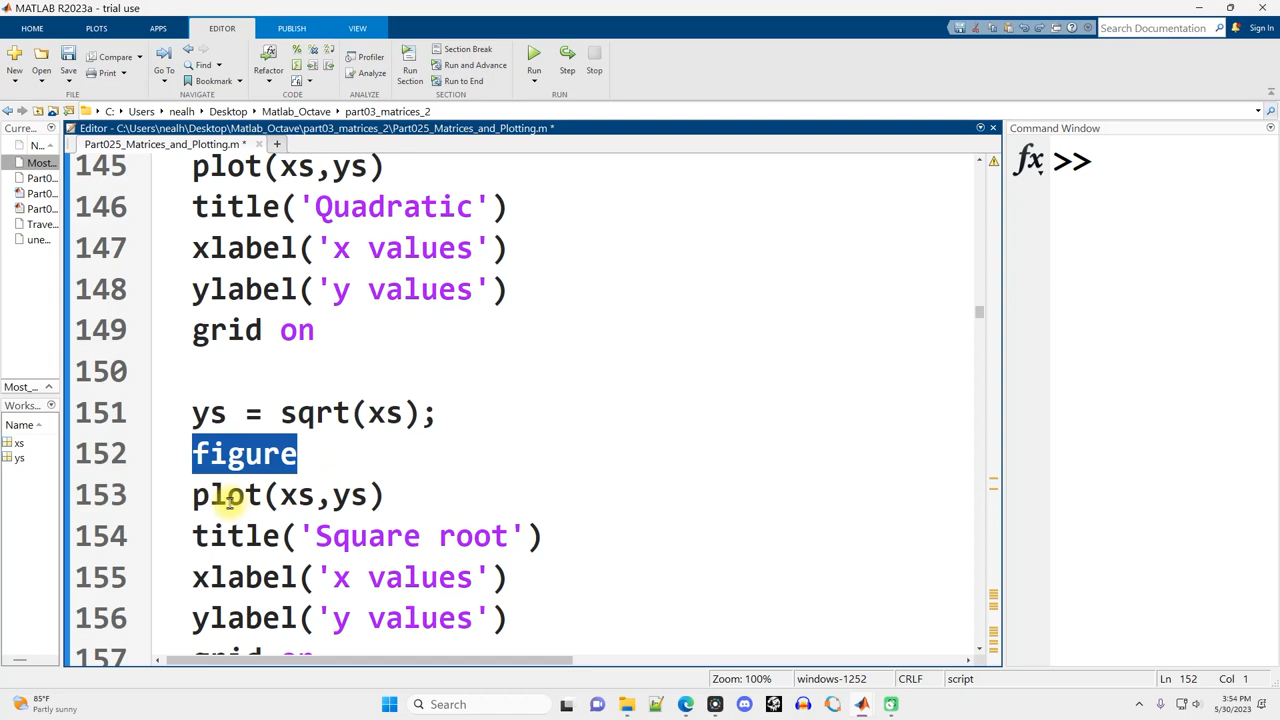 MATLAB R2023a - trial use
HOME PLOTS APPS EDITOR PUBLISH VIEW Search Documentation Sign In
New Open Save Compare Print Go To Find Bookmark Refactor Profiler Analyze Run Section Section Break Run and Advance Run to End Run Step Stop
FILE NAVIGATE CODE ANALYZE SECTION RUN
C: Users nealh Desktop Matlab_Octave part03_matrices_2
Curre... Editor - C:\Users\nealh\Desktop\Matlab_Octave\part03_matrices_2\Part025_Matrices_and_Plotting.m * Command Window
N... Part025_Matrices_and_Plotting.m *
Most...
Part0
Part0
Part0
Trave
une...
Most_...
Works...
Name
xs
ys
145 plot(xs,ys)
146 title('Quadratic')
147 xlabel('x values')
148 ylabel('y values')
149 grid on
150
151 ys = sqrt(xs);
152 figure
153 plot(xs,ys)
154 title('Square root')
155 xlabel('x values')
156 ylabel('y values')
157 grid on
fx >>
Zoom: 100% windows-1252 CRLF script Ln 152 Col 1
85°F
Partly sunny
Search
3:54 PM
5/30/2023